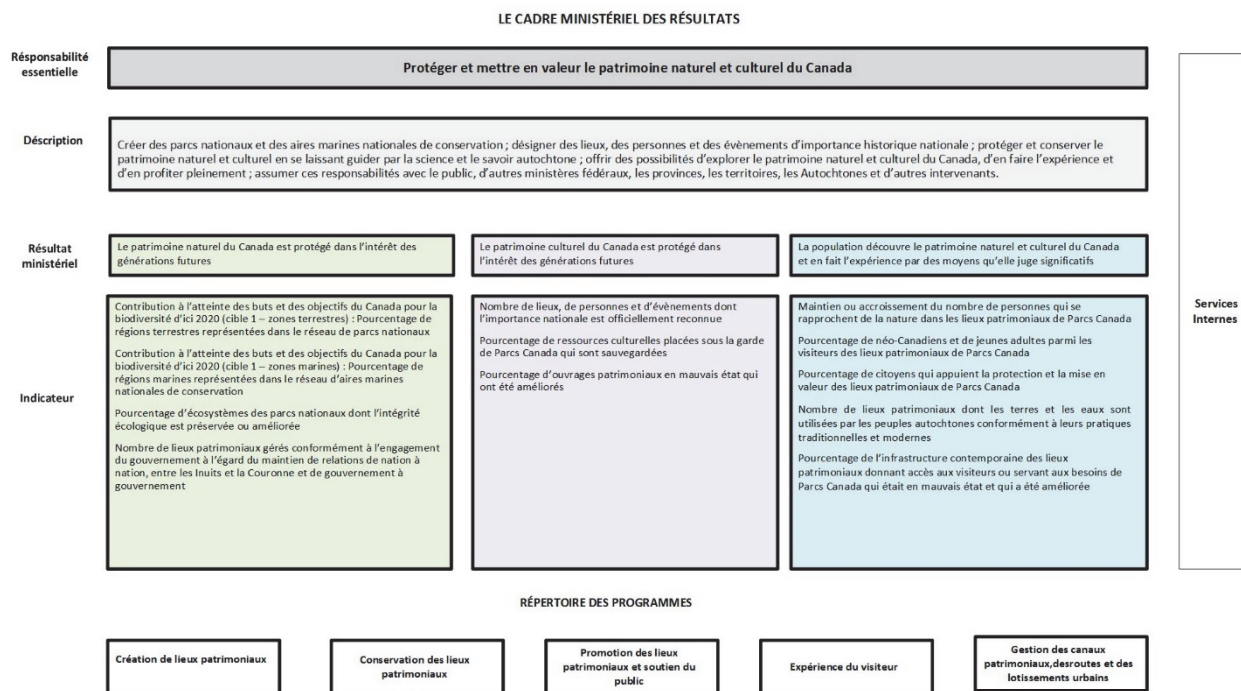 LE CADRE MINISTÉRIEL DES RÉSULTATS
Résponsabilité
essentielle
Protéger et mettre en valeur le patrimoine naturel et culturel du Canada
Déscription
Créer des parcs nationaux et des aires marines nationales de conservation ; désigner des lieux, des personnes et des évènements d'importance historique nationale ; protéger et conserver le
patrimoine naturel et culturel en se laissant guider par la science et le savoir autochtone ; offrir des possibilités d'explorer le patrimoine naturel et culturel du Canada, d'en faire l'expérience et
d'en profiter pleinement ; assumer ces responsabilités avec le public, d'autres ministères fédéraux, les provinces, les territoires, les Autochtones et d'autres intervenants.
Résultat
ministériel
Le patrimoine naturel du Canada est protégé dans l'intérêt des
générations futures
Le patrimoine culturel du Canada est protégé dans
l'intérêt des générations futures
La population découvre le patrimoine naturel et culturel du Canada
et en fait l'expérience par des moyens qu'elle juge significatifs
Indicateur
Contribution à l'atteinte des buts et des objectifs du Canada pour la
biodiversité d'ici 2020 (cible 1 – zones terrestres) : Pourcentage de
régions terrestres représentées dans le réseau de parcs nationaux
Contribution à l'atteinte des buts et des objectifs du Canada pour la
biodiversité d'ici 2020 (cible 1 – zones marines) : Pourcentage de
régions marines représentées dans le réseau d'aires marines
nationales de conservation
Pourcentage d'écosystèmes des parcs nationaux dont l'intégrité
écologique est préservée ou améliorée
Nombre de lieux patrimoniaux gérés conformément à l'engagement
du gouvernement à l'égard du maintien de relations de nation à
nation, entre les Inuits et la Couronne et de gouvernement à
gouvernement
Nombre de lieux, de personnes et d'évènements dont
l'importance nationale est officiellement reconnue
Pourcentage de ressources culturelles placées sous la garde
de Parcs Canada qui sont sauvegardées
Pourcentage d'ouvrages patrimoniaux en mauvais état qui
ont été améliorés
Maintien ou accroissement du nombre de personnes qui se
rapprochent de la nature dans les lieux patrimoniaux de Parcs Canada
Pourcentage de néo-Canadiens et de jeunes adultes parmi les
visiteurs des lieux patrimoniaux de Parcs Canada
Pourcentage de citoyens qui appuient la protection et la mise en
valeur des lieux patrimoniaux de Parcs Canada
Nombre de lieux patrimoniaux dont les terres et les eaux sont
utilisées par les peuples autochtones conformément à leurs pratiques
traditionnelles et modernes
Pourcentage de l'infrastructure contemporaine des lieux
patrimoniaux donnant accès aux visiteurs ou servant aux besoins de
Parcs Canada qui était en mauvais état et qui a été améliorée
Services
Internes
RÉPERTOIRE DES PROGRAMMES
Création de lieux patrimoniaux
Conservation des lieux
patrimoniaux
Promotion des lieux
patrimoniaux et soutien du
public
Expérience du visiteur
Gestion des canaux
patrimoniaux,desroutes et des
lotissements urbains